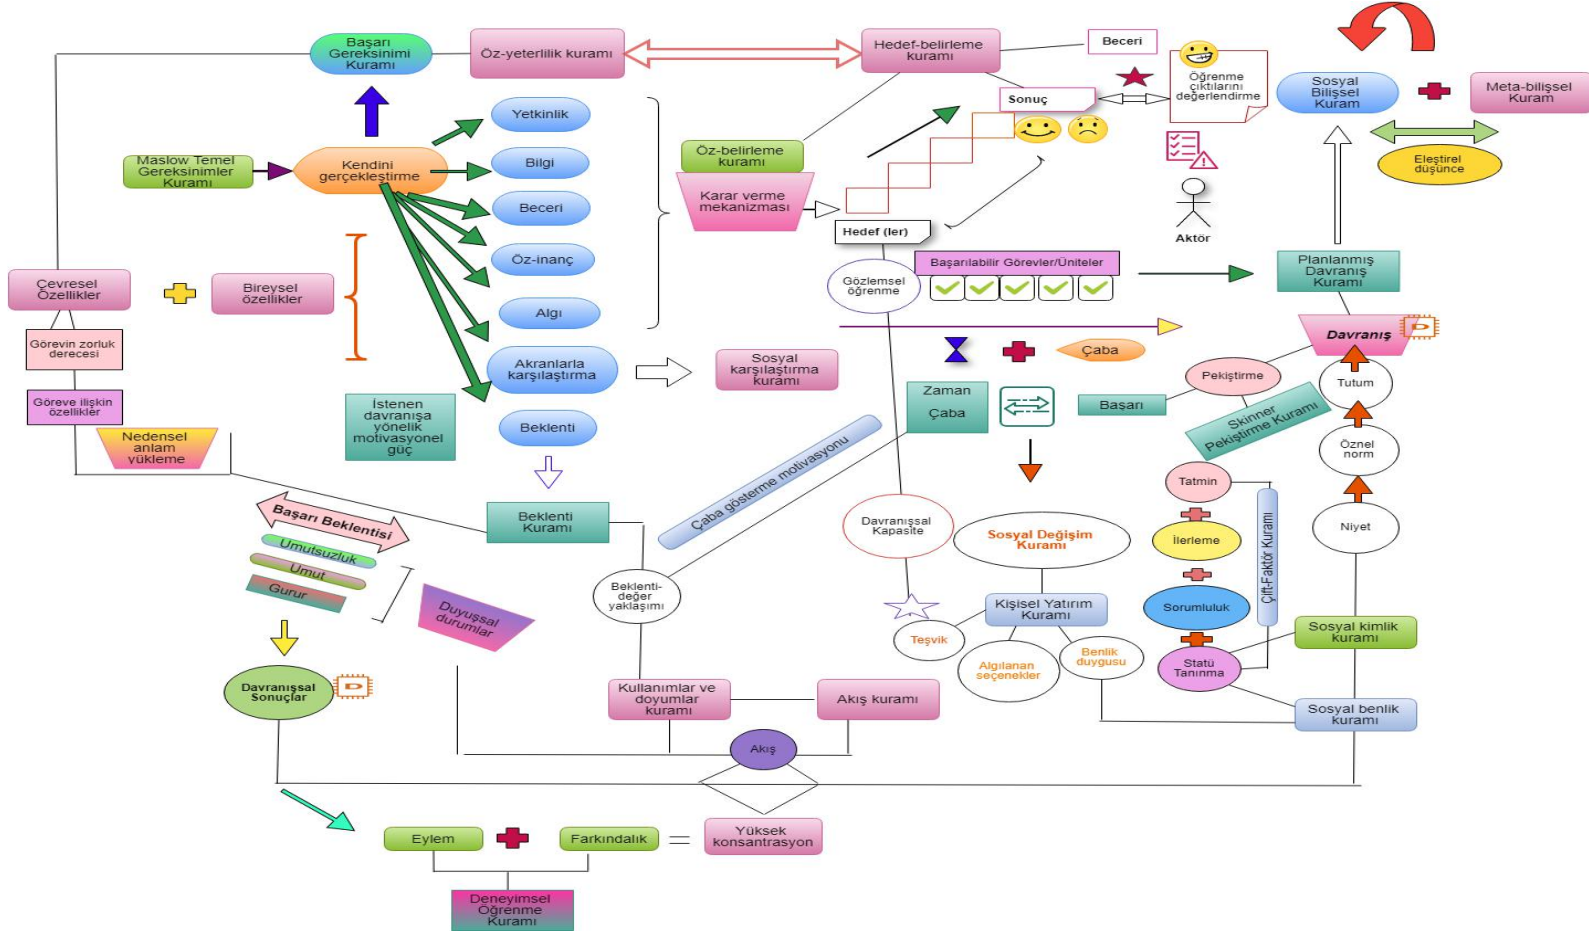 Başarı
Gereksinimi
Kuramı
Öz-yeterlilik kuramı
Hedef-belirleme
kuramı
Beceri
Sonuç
Öğrenme
çıktılarını
değerlendirme
Sosyal
Bilişsel
Kuram
Meta-bilişsel
Kuram
Eleştirel
düşünce
Maslow Temel
Gereksinimler
Kuramı
Kendini
gerçekleştirme
Yetkinlik
Bilgi
Beceri
Öz-inanç
Algı
Akranlarla
karşılaştırma
Beklenti
Öz-belirleme
kuramı
Karar verme
mekanizması
Hedef (ler)
Aktör
Çevresel
Özellikler
Bireysel
özellikler
Görevin zorluk
derecesi
Göreve ilişkin
özellikler
Nedensel
anlam
yükleme
İstenen
davranışa
yönelik
motivasyonel
güç
Sosyal
karşılaştırma
kuramı
Gözlemsel
öğrenme
Başarılabilir Görevler/Üniteler
Planlanmış
Davranış
Kuramı
Davranış
D
Çaba
Zaman
Çaba
Başarı
Pekiştirme
Skinner
Pekiştirme Kuramı
Tutum
Öznel
norm
Niyet
Tatmin
İlerleme
Sorumluluk
Statü
Tanınma
Çift-Faktör Kuramı
Sosyal kimlik
kuramı
Sosyal benlik
kuramı
Başarı Beklentisi
Umutsuzluk
Umut
Gurur
Duyuşsal
durumlar
Davranışsal
Sonuçlar
D
Beklenti
Kuramı
Çaba gösterme motivasyonu
Beklenti-
değer
yaklaşımı
Davranışsal
Kapasite
Sosyal Değişim
Kuramı
Kişisel Yatırım
Kuramı
Teşvik
Algılanan
seçenekler
Benlik
duygusu
Kullanımlar ve
doyumlar
kuramı
Akış kuramı
Akış
Eylem
Farkındalık
Yüksek
konsantrasyon
Deneyimsel
Öğrenme
Kuramı